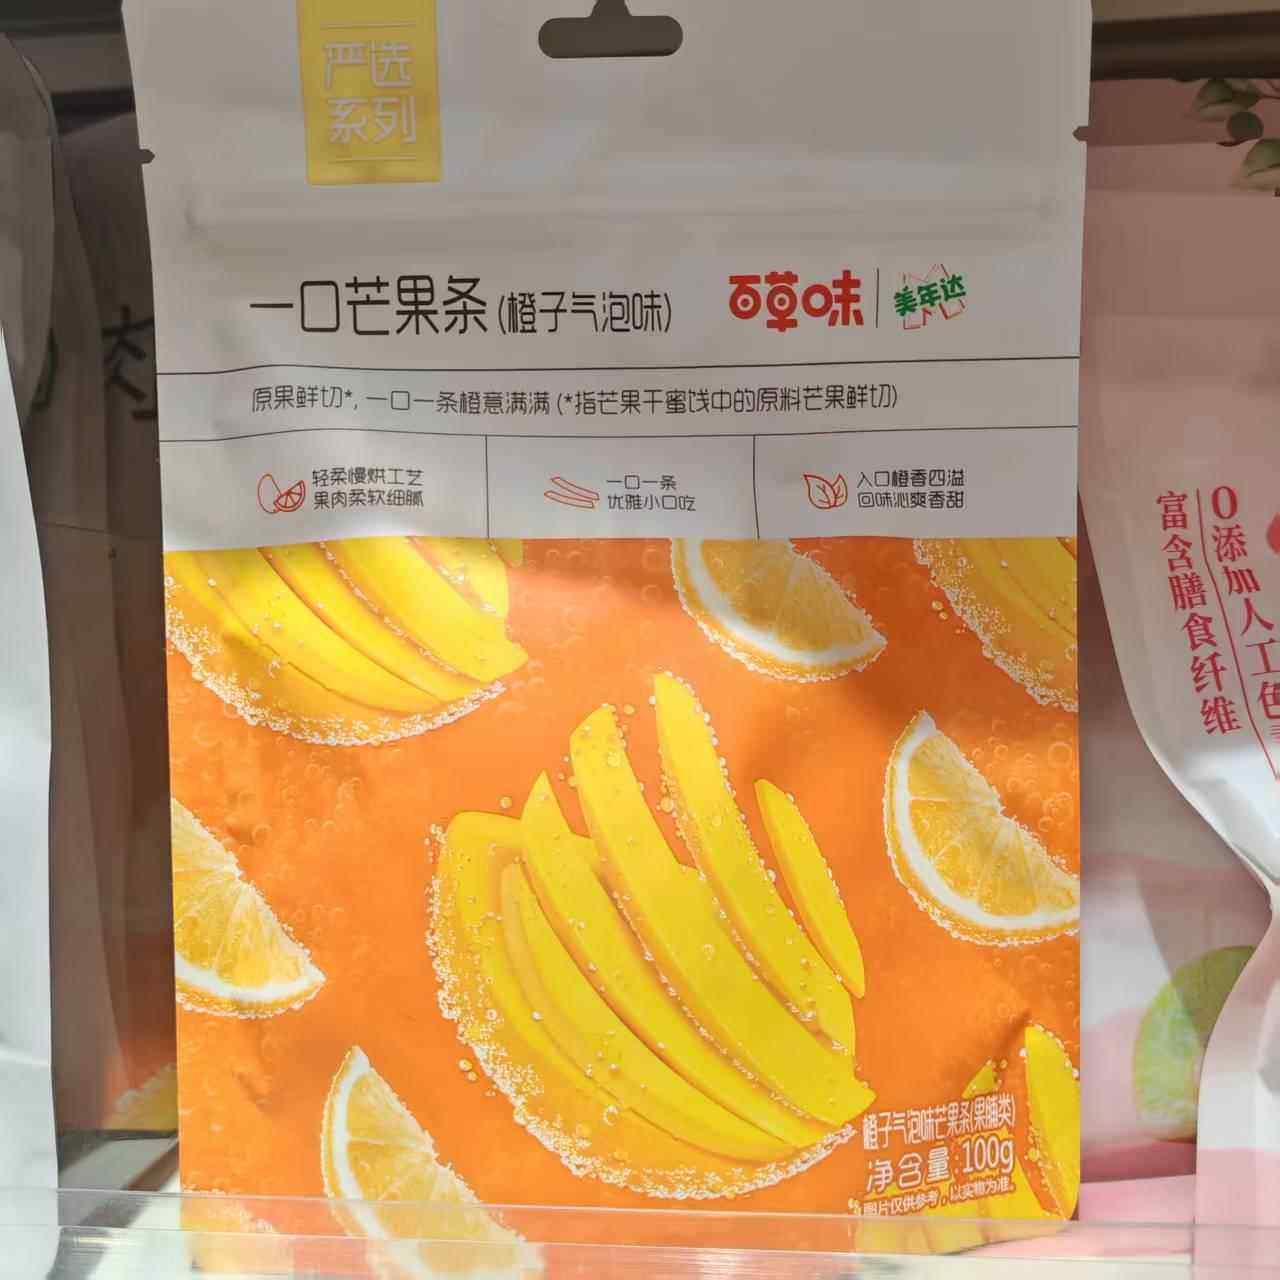 严选
系列
一口芒果条(橙子气泡味)
百草味
美年达
原果鲜切*, 一口一条橙意满满 (*指芒果干蜜饯中的原料芒果鲜切)
轻柔慢烘工艺
果肉柔软细腻
一口一条
优雅小口吃
入口橙香四溢
回味沁爽香甜
橙子气泡味芒果条(果脯类)
净含量:100g
图片仅供参考，以实物为准。
0添加人工色
富含膳食纤维